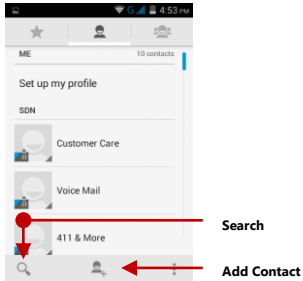 G 4:53 PM
ME 10 contacts
Set up my profile
SDN
Customer Care
Voice Mail
411 & More
Search
Add Contact